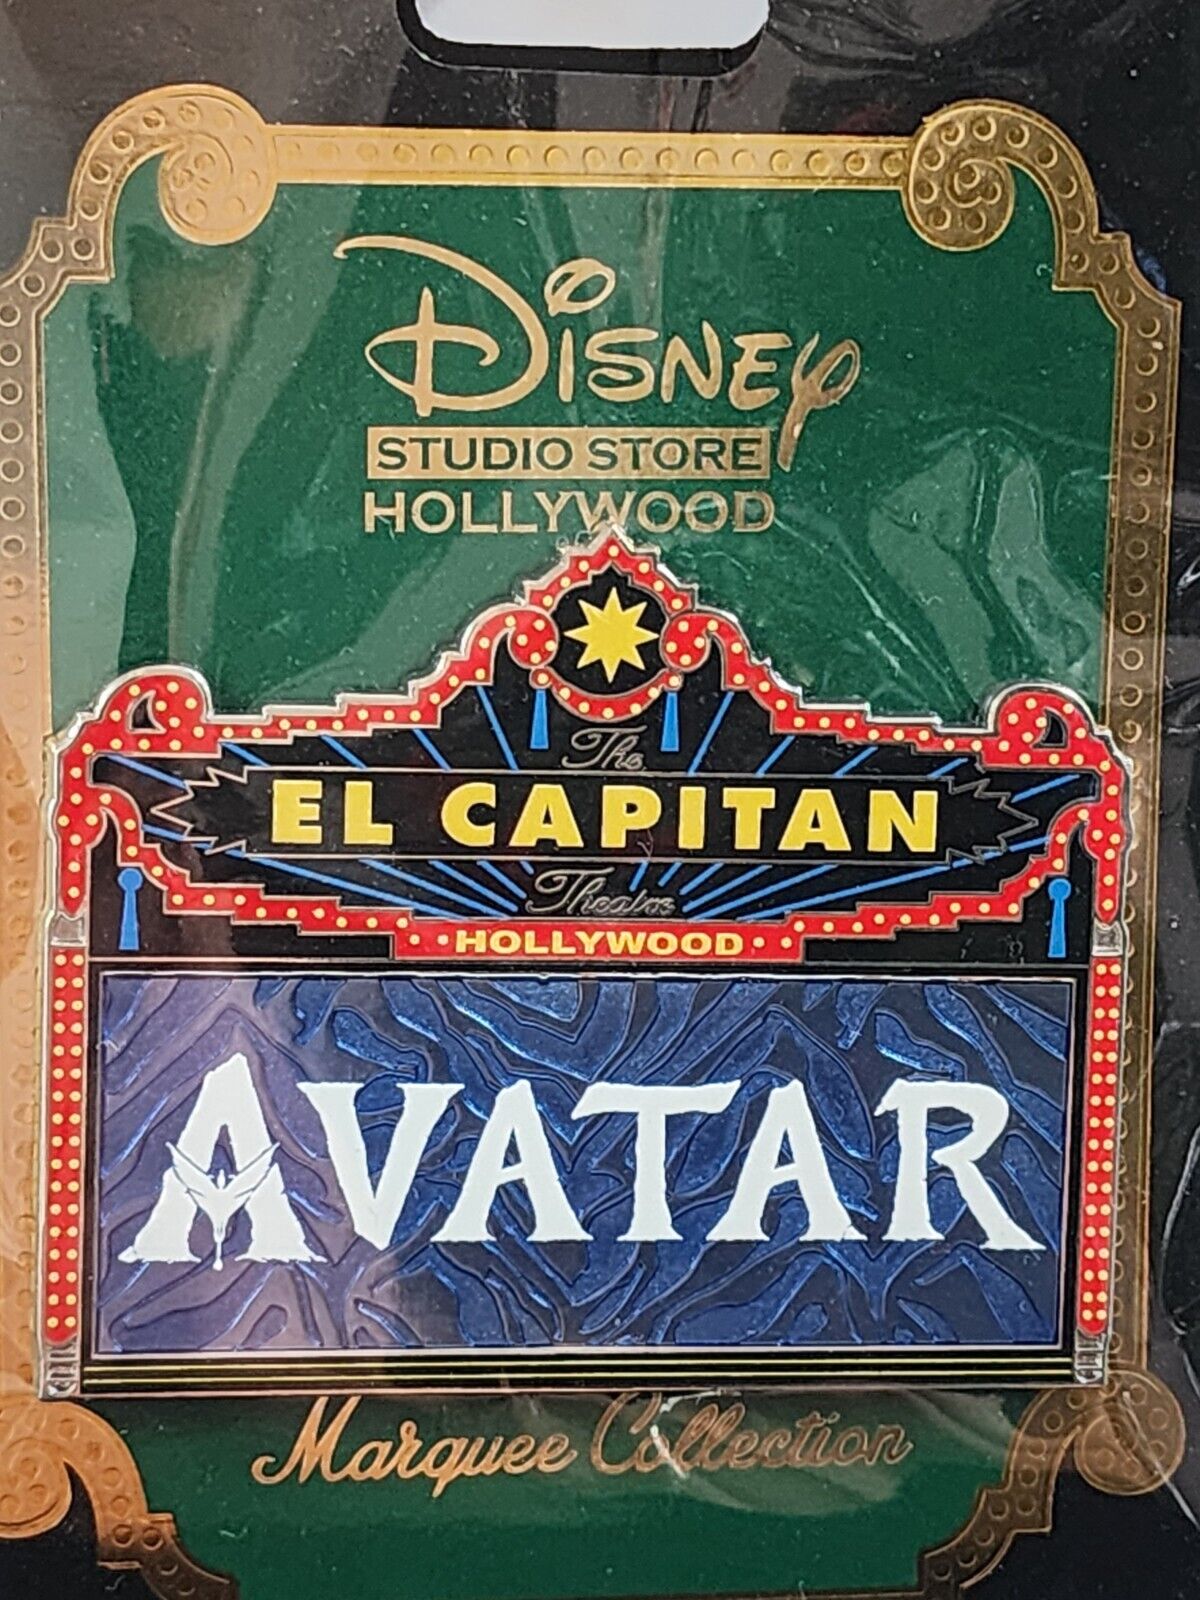 Disney
STUDIO STORE
HOLLYWOOD
The
EL CAPITAN
Theatre
HOLLYWOOD
AVATAR
Marquee Collection